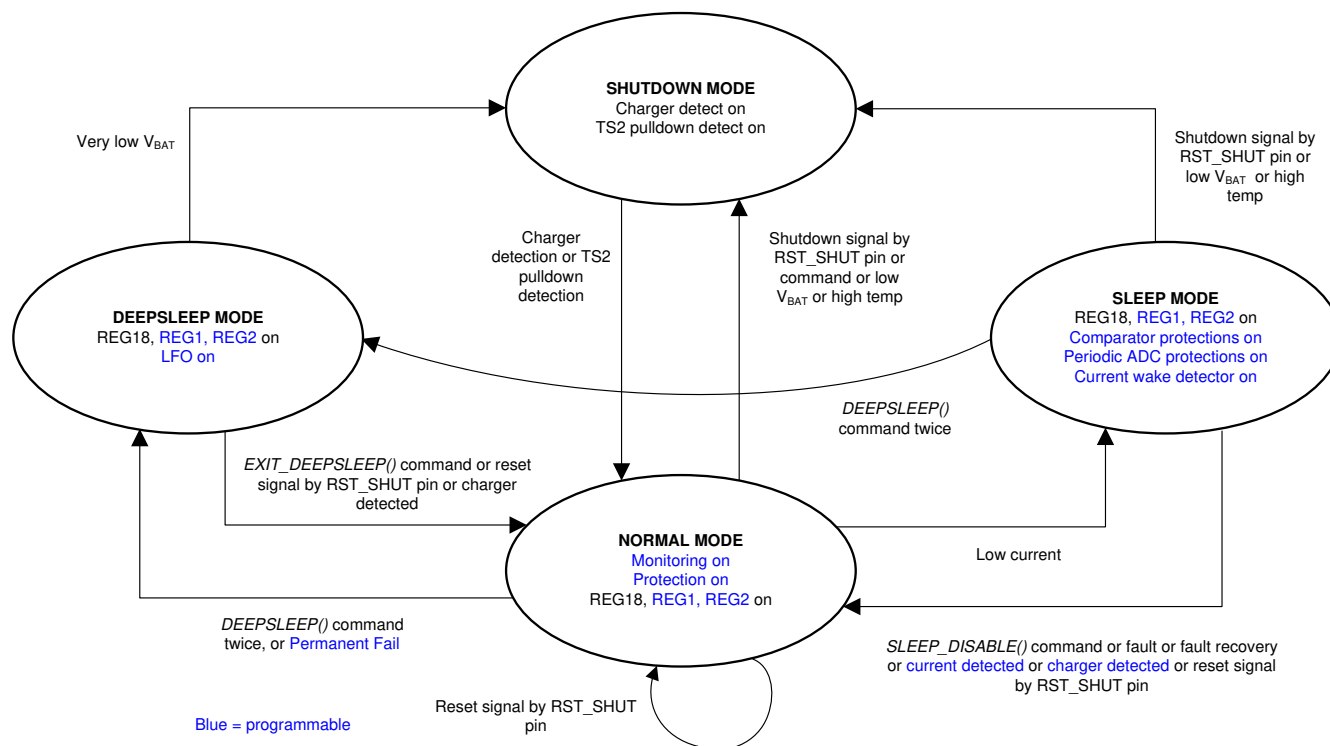 SHUTDOWN MODE
Charger detect on
TS2 pulldown detect on
Very low VBAT
Shutdown signal by
RST_SHUT pin or
low VBAT or high
temp
Charger
detection or TS2
pulldown
detection
Shutdown signal by
RST_SHUT pin or
command or low
VBAT or high temp
DEEPSLEEP MODE
REG18, REG1, REG2 on
LFO on
SLEEP MODE
REG18, REG1, REG2 on
Comparator protections on
Periodic ADC protections on
Current wake detector on
DEEPSLEEP()
command twice
EXIT_DEEPSLEEP() command or reset
signal by RST_SHUT pin or charger
detected
NORMAL MODE
Monitoring on
Protection on
REG18, REG1, REG2 on
Low current
DEEPSLEEP() command
twice, or Permanent Fail
SLEEP_DISABLE() command or fault or fault recovery
or current detected or charger detected or reset signal
by RST_SHUT pin
Reset signal by RST_SHUT
pin
Blue = programmable